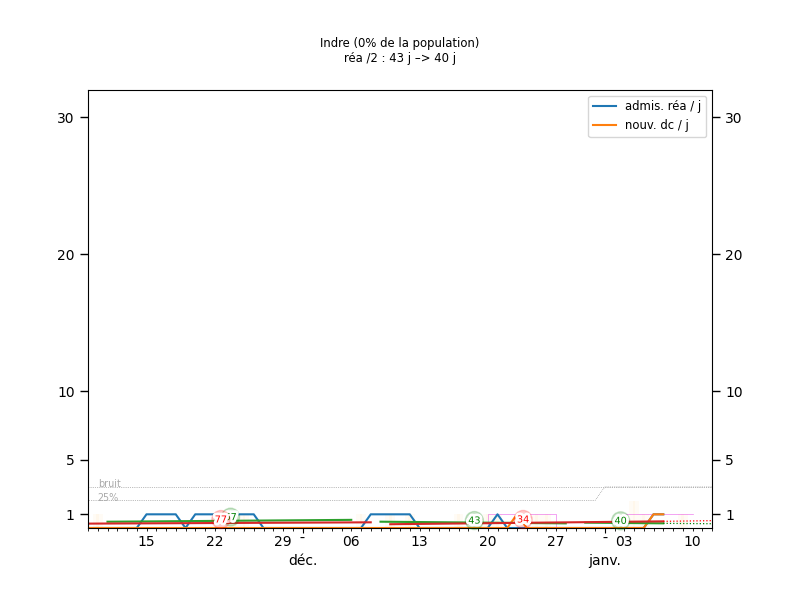 Indre (0% de la population)
réa /2 : 43 j –> 40 j
admis. réa / j
nouv. dc / j
30 30
20 20
10 10
5 5
bruit
25%
1 1
77 43 34 40
15 22 29 - 06 13 20 27 - 03 10
déc. janv.